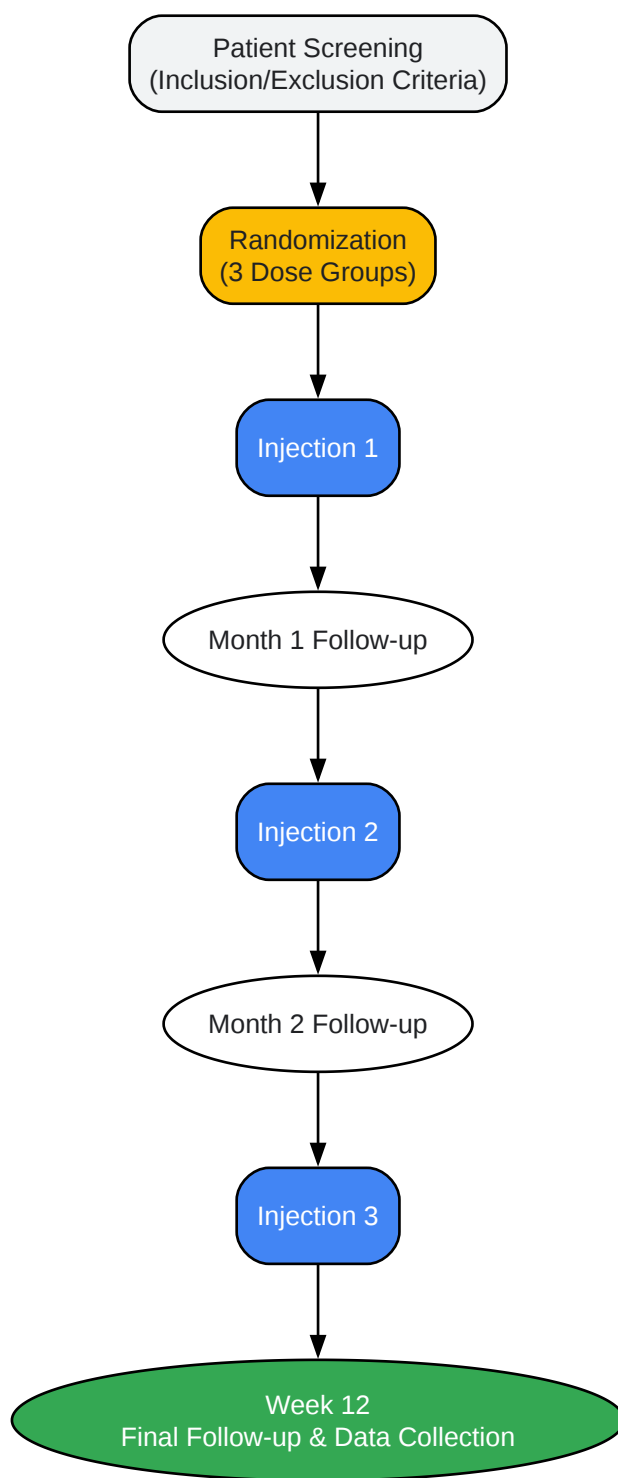 Patient Screening
(Inclusion/Exclusion Criteria)
Randomization
(3 Dose Groups)
Injection 1
Month 1 Follow-up
Injection 2
Month 2 Follow-up
Injection 3
Week 12
Final Follow-up & Data Collection